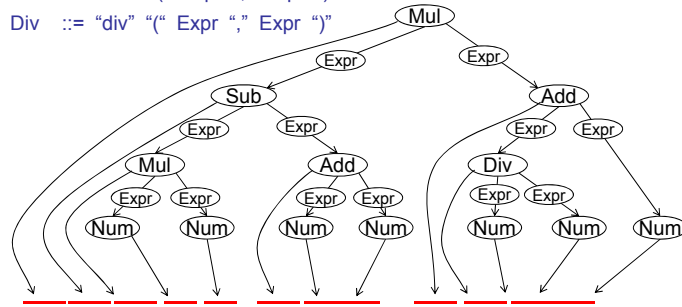 Div ::= “div” “(“ Expr “,” Expr “)”
Mul
Expr Expr
Sub Add
Expr Expr Expr Expr
Mul Add Div
Expr Expr Expr Expr Expr Expr
Num Num Num Num Num Num Num